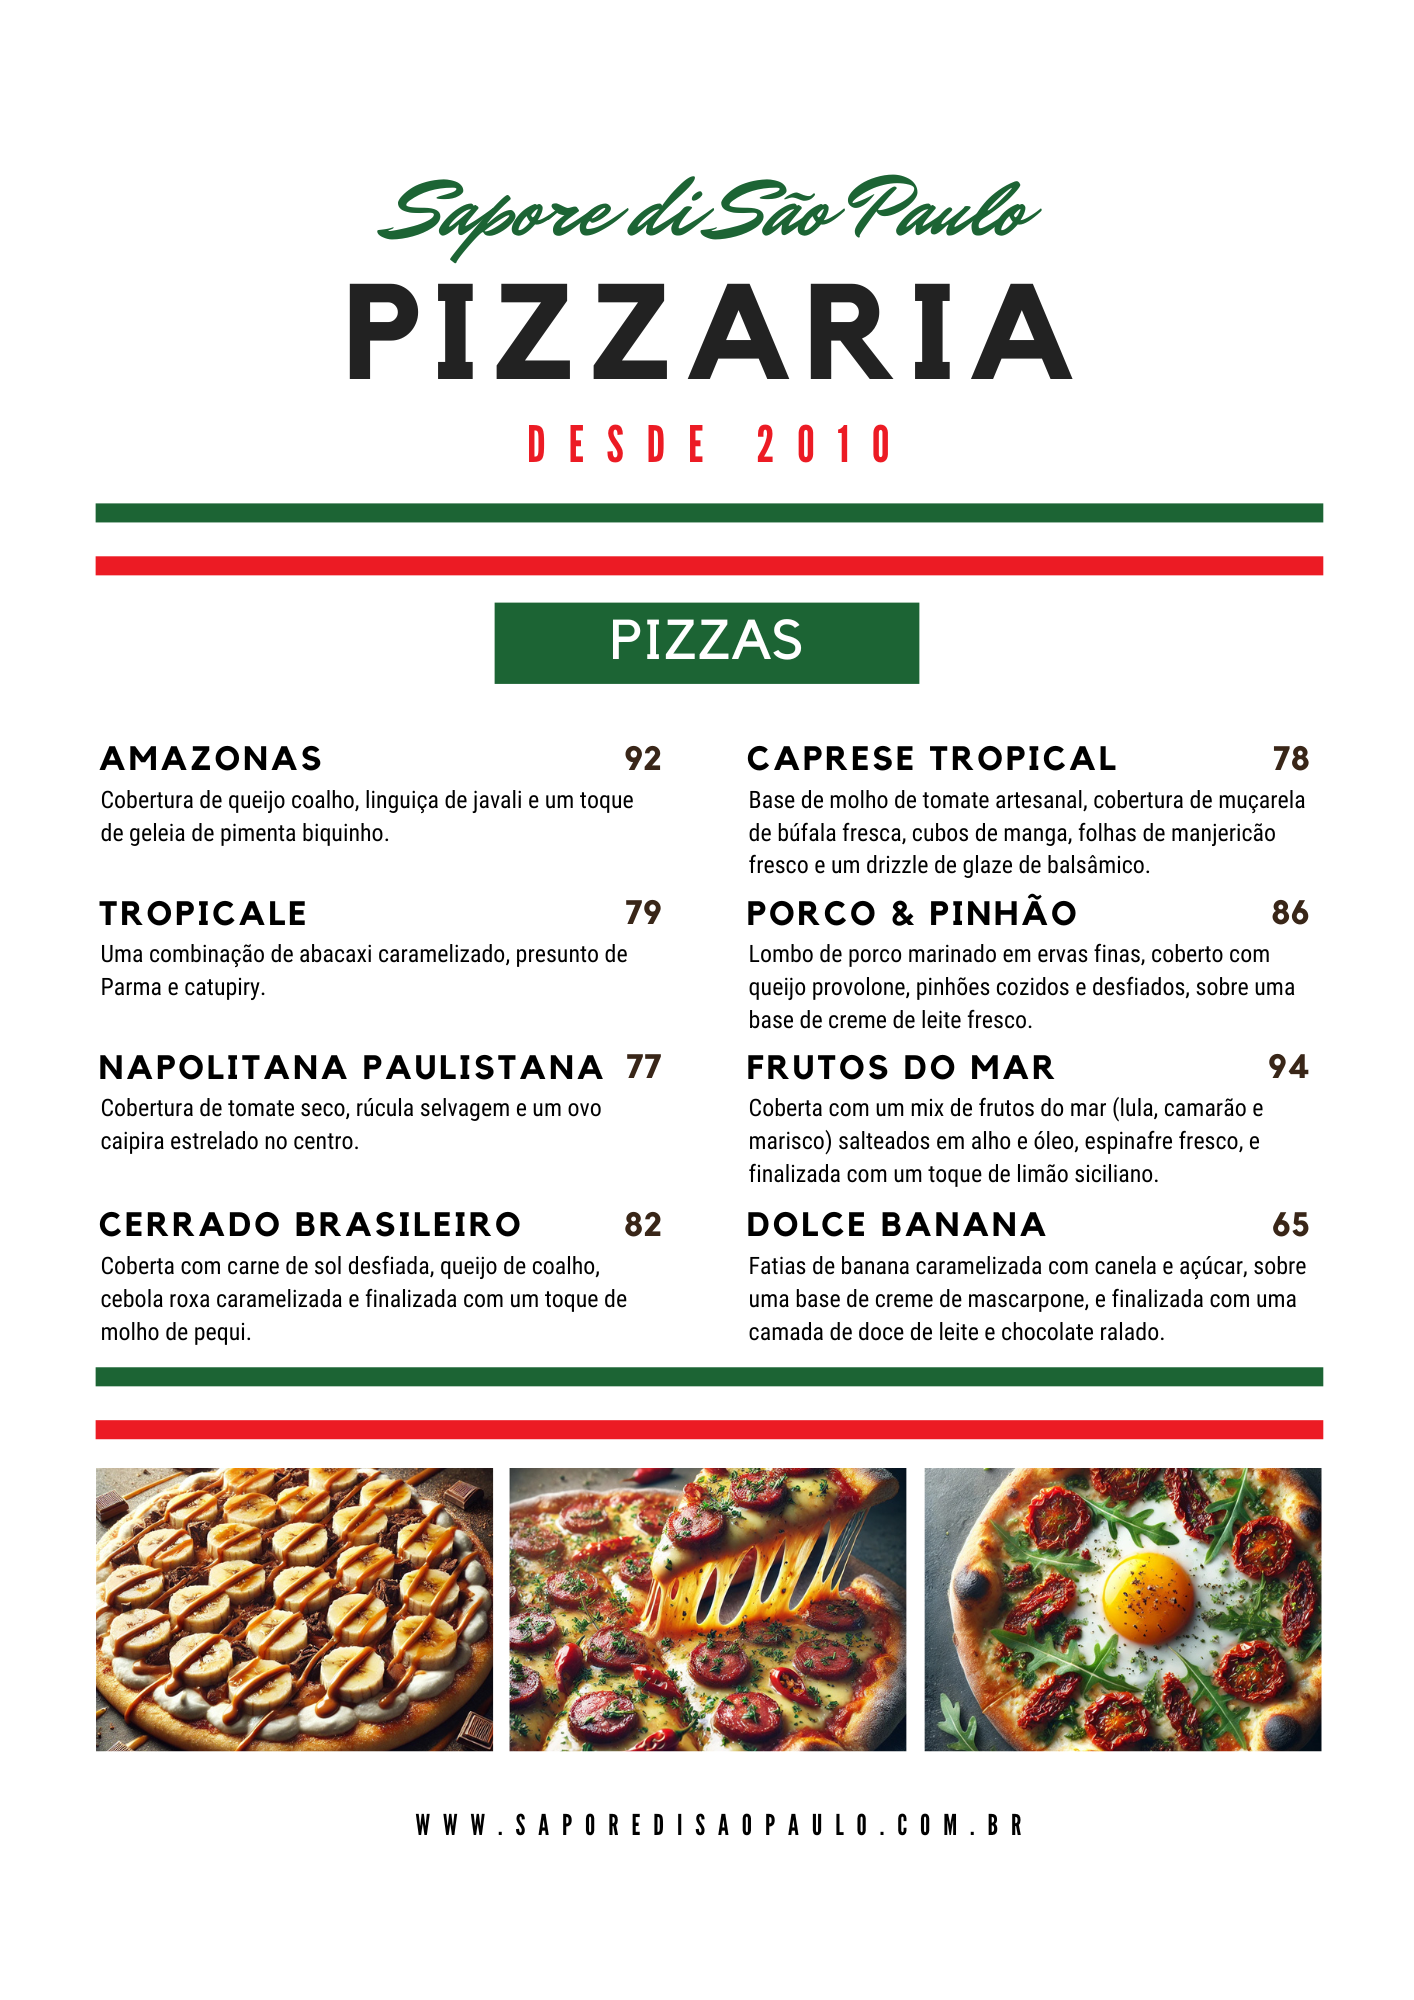 Sapore di São Paulo
PIZZARIA
DESDE 2010
PIZZAS
AMAZONAS 92
Cobertura de queijo coalho, linguiça de javali e um toque
de geleia de pimenta biquinho.
TROPICALE 79
Uma combinação de abacaxi caramelizado, presunto de
Parma e catupiry.
NAPOLITANA PAULISTANA 77
Cobertura de tomate seco, rúcula selvagem e um ovo
caipira estrelado no centro.
CERRADO BRASILEIRO 82
Coberta com carne de sol desfiada, queijo de coalho,
cebola roxa caramelizada e finalizada com um toque de
molho de pequi.
CAPRESE TROPICAL 78
Base de molho de tomate artesanal, cobertura de muçarela
de búfala fresca, cubos de manga, folhas de manjericão
fresco e um drizzle de glaze de balsâmico.
PORCO & PINHÃO 86
Lombo de porco marinado em ervas finas, coberto com
queijo provolone, pinhões cozidos e desfiados, sobre uma
base de creme de leite fresco.
FRUTOS DO MAR 94
Coberta com um mix de frutos do mar (lula, camarão e
marisco) salteados em alho e óleo, espinafre fresco, e
finalizada com um toque de limão siciliano.
DOLCE BANANA 65
Fatias de banana caramelizada com canela e açúcar, sobre
uma base de creme de mascarpone, e finalizada com uma
camada de doce de leite e chocolate ralado.
WWW.SAPOREDISAOPAULO.COM.BR